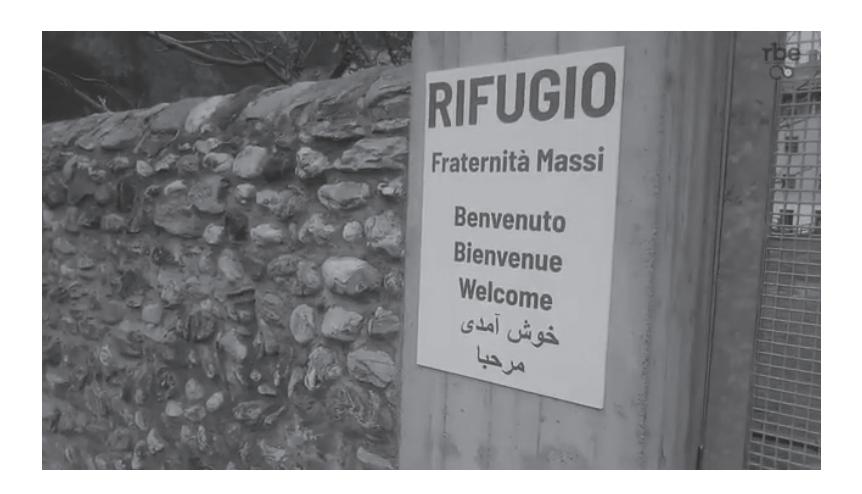 rbe
RIFUGIO
Fraternità Massi
Benvenuto
Bienvenue
Welcome
خوش آمدی
مرحبا